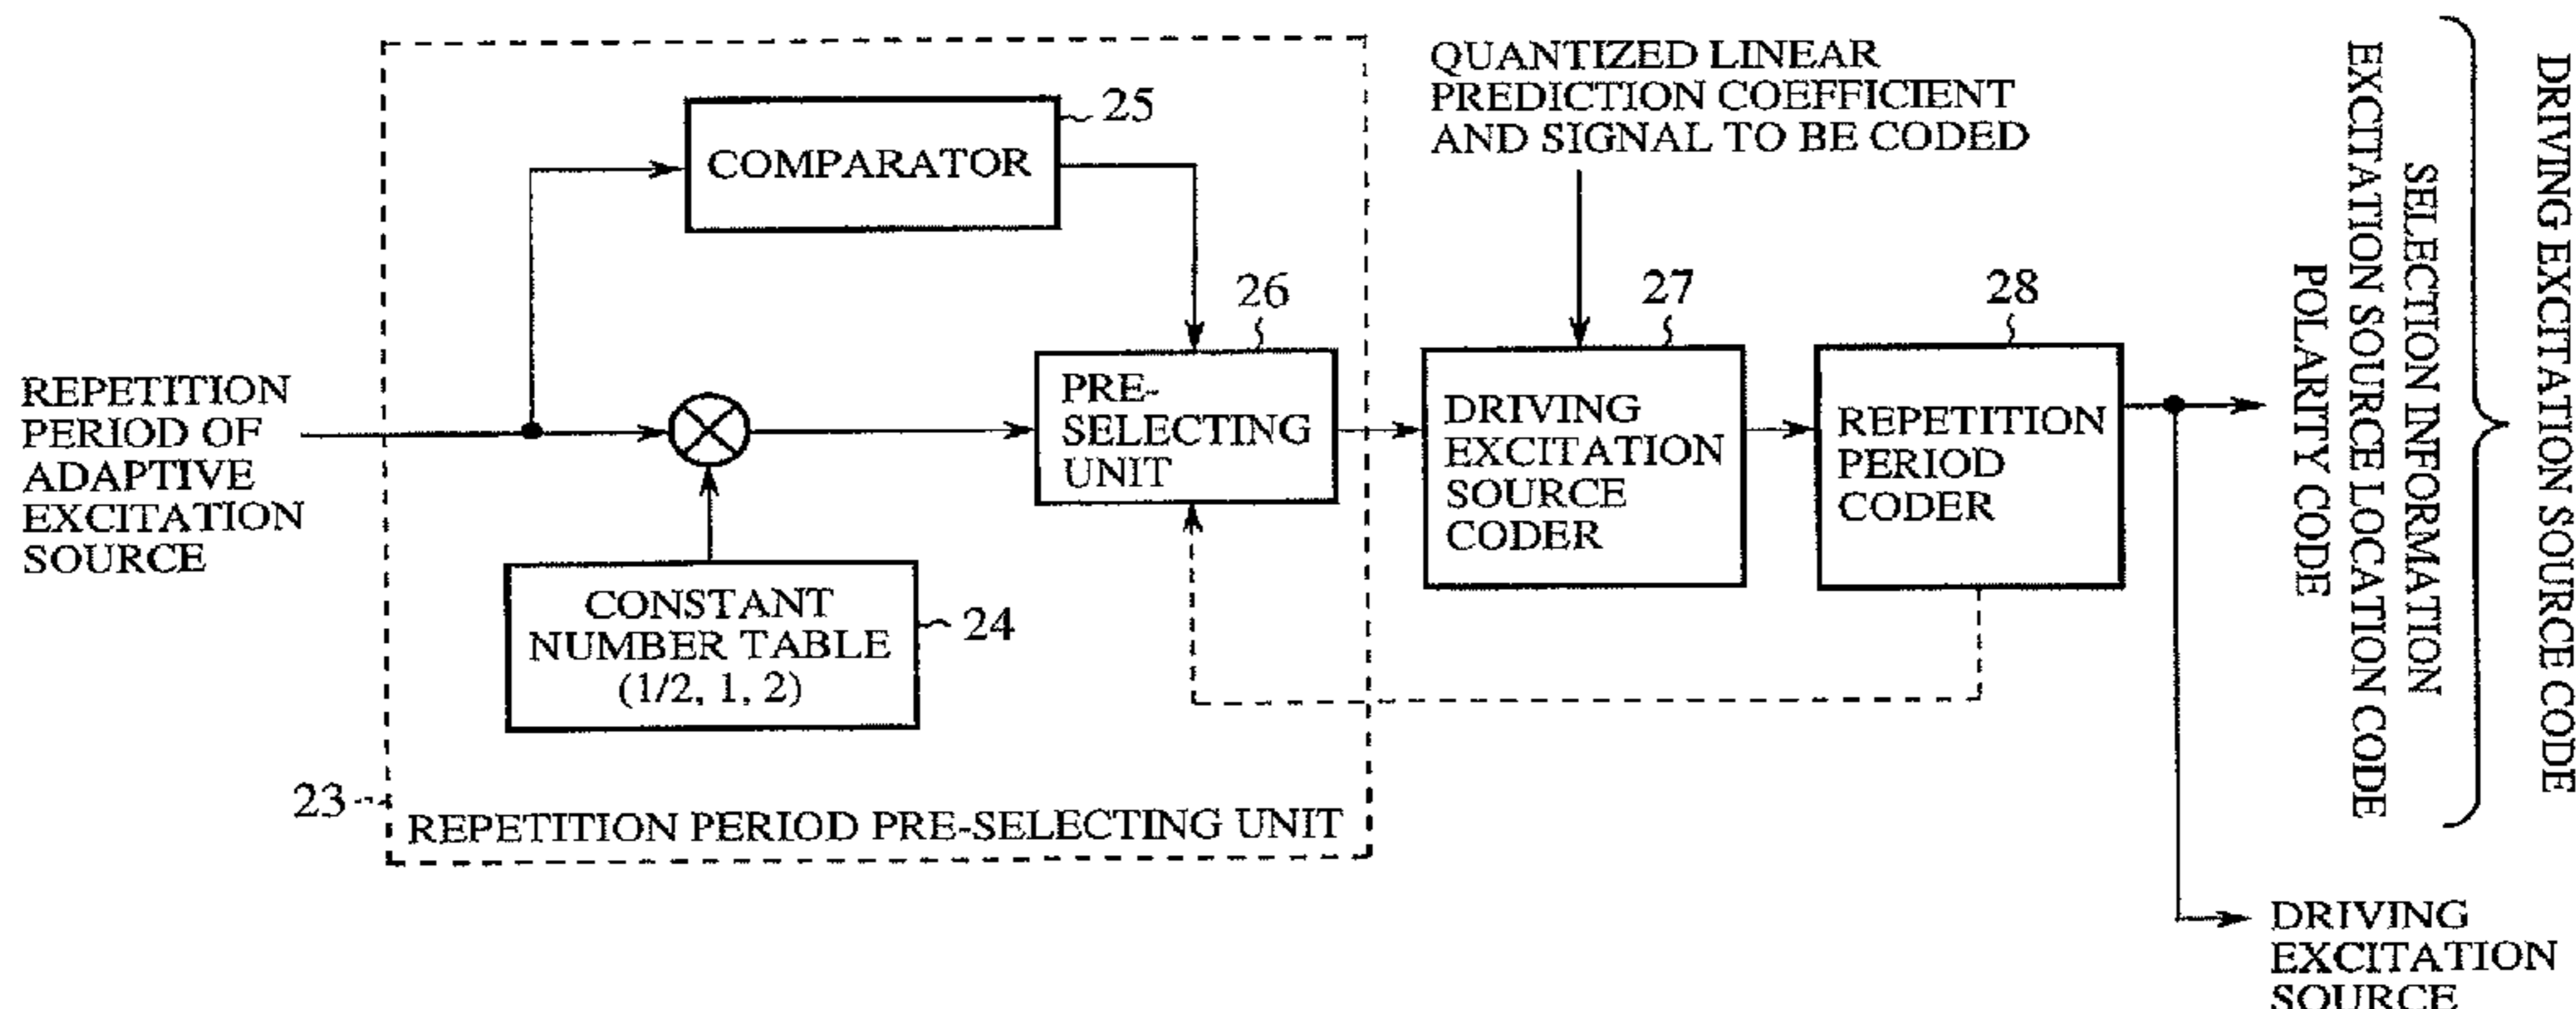 REPETITION
PERIOD OF
ADAPTIVE
EXCITATION
SOURCE
COMPARATOR
25
CONSTANT
NUMBER TABLE
(1/2, 1, 2)
24
26
PRE-
SELECTING
UNIT
23
REPETITION PERIOD PRE-SELECTING UNIT
QUANTIZED LINEAR
PREDICTION COEFFICIENT
AND SIGNAL TO BE CODED
27
DRIVING
EXCITATION
SOURCE
CODER
28
REPETITION
PERIOD
CODER
SELECTION INFORMATION
EXCITATION SOURCE LOCATION CODE
POLARITY CODE
DRIVING EXCITATION SOURCE CODE
DRIVING
EXCITATION
SOURCE